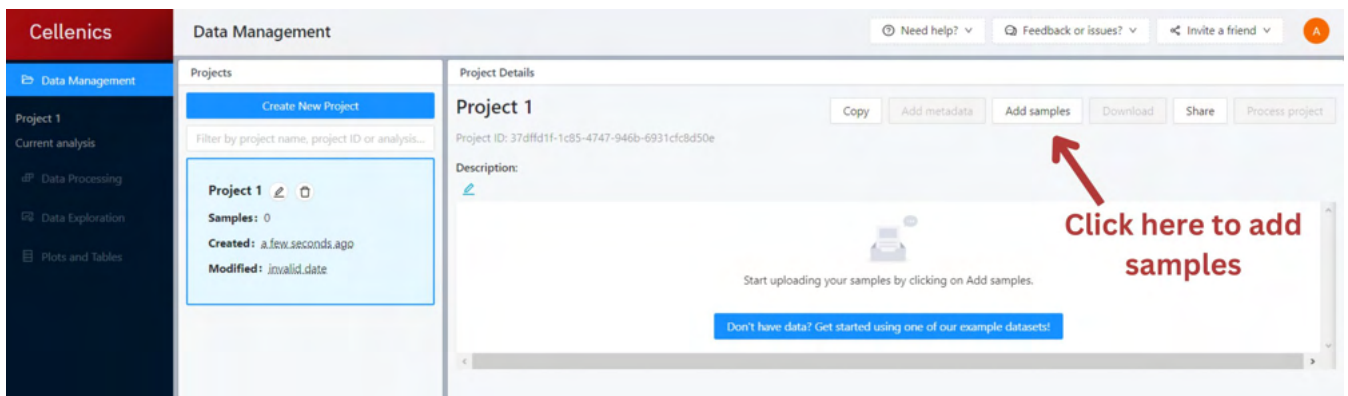 Cellenics
Data Management
Need help?
Feedback or issues?
Invite a friend
A
Data Management
Project 1
Current analysis
Data Processing
Data Exploration
Plots and Tables
Projects
Create New Project
Filter by project name, project ID or analysis...
Project 1
Samples: 0
Created: a few seconds ago
Modified: invalid date
Project Details
Project 1
Copy
Add metadata
Add samples
Download
Share
Process project
Project ID: 37dffd1f-1c85-4747-946b-6931cfc8d50e
Description:
Start uploading your samples by clicking on Add samples.
Don't have data? Get started using one of our example datasets!
Click here to add
samples